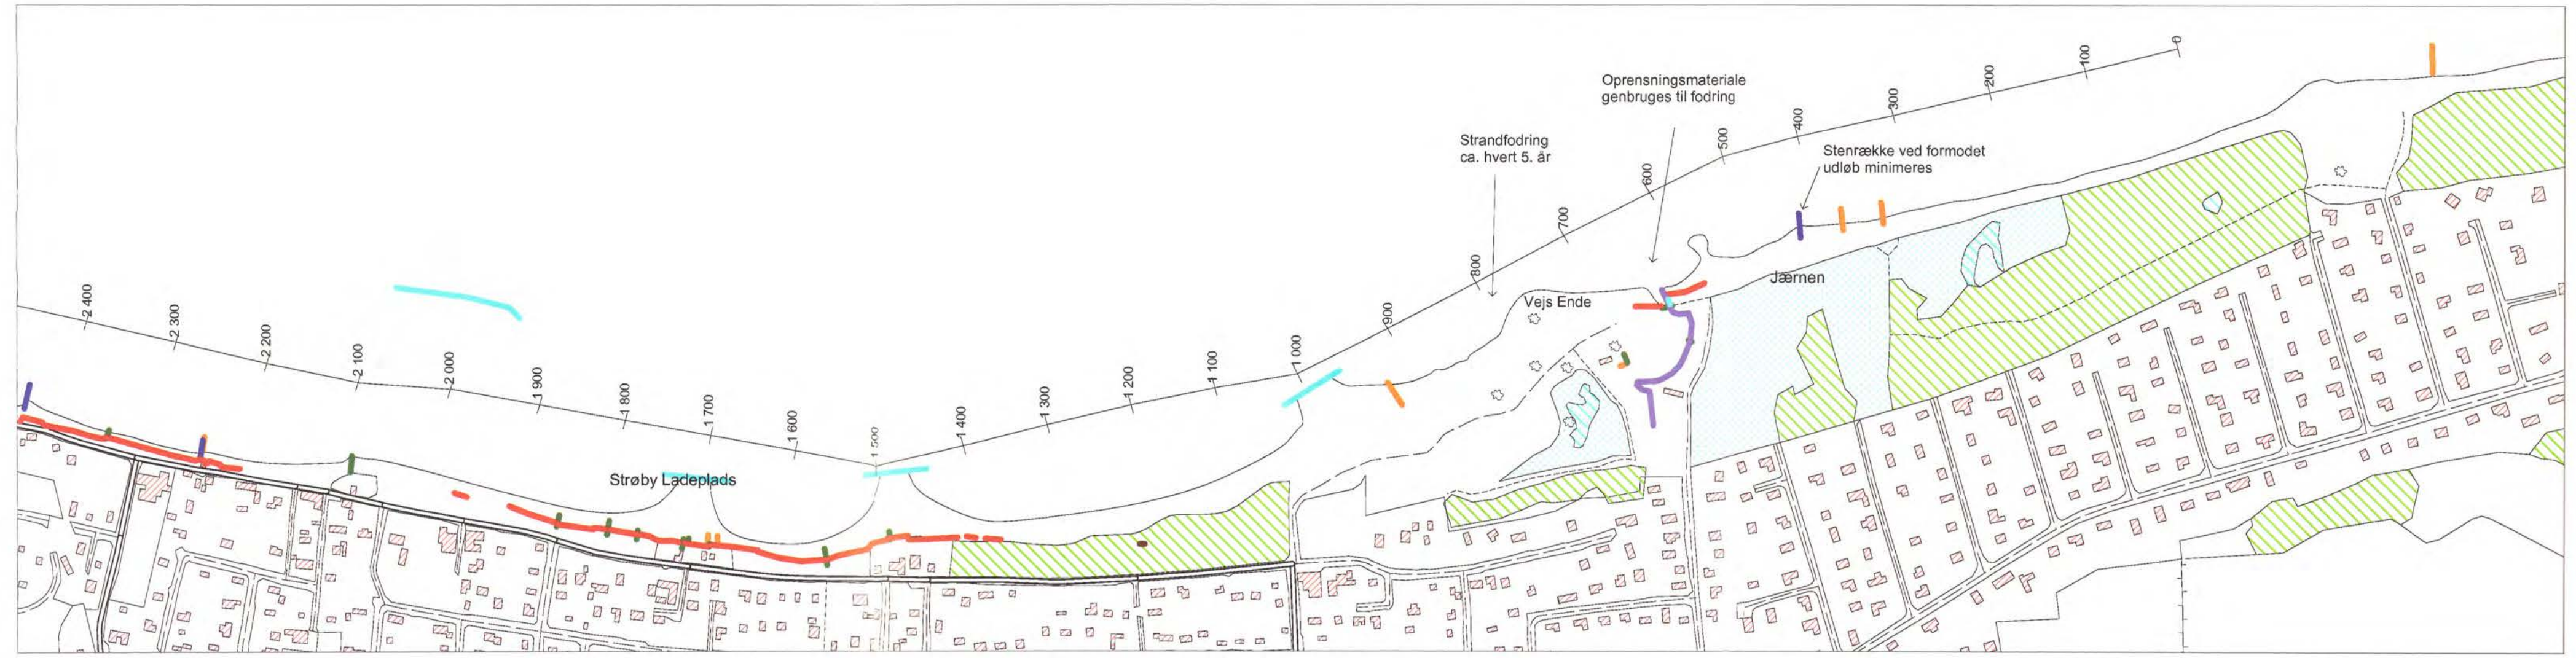 Oprensningsmateriale
genbruges til fodring
Strandfodring
ca. hvert 5. år
Stenrække ved formodet
udløb minimeres
Vejs Ende
Jærnen
Strøby Ladeplads
2 400
2 300
2 200
2 100
2 000
1 900
1 800
1 700
1 600
1 500
1 400
1 300
1 200
1 100
1 000
900
800
700
600
500
400
300
200
100
0